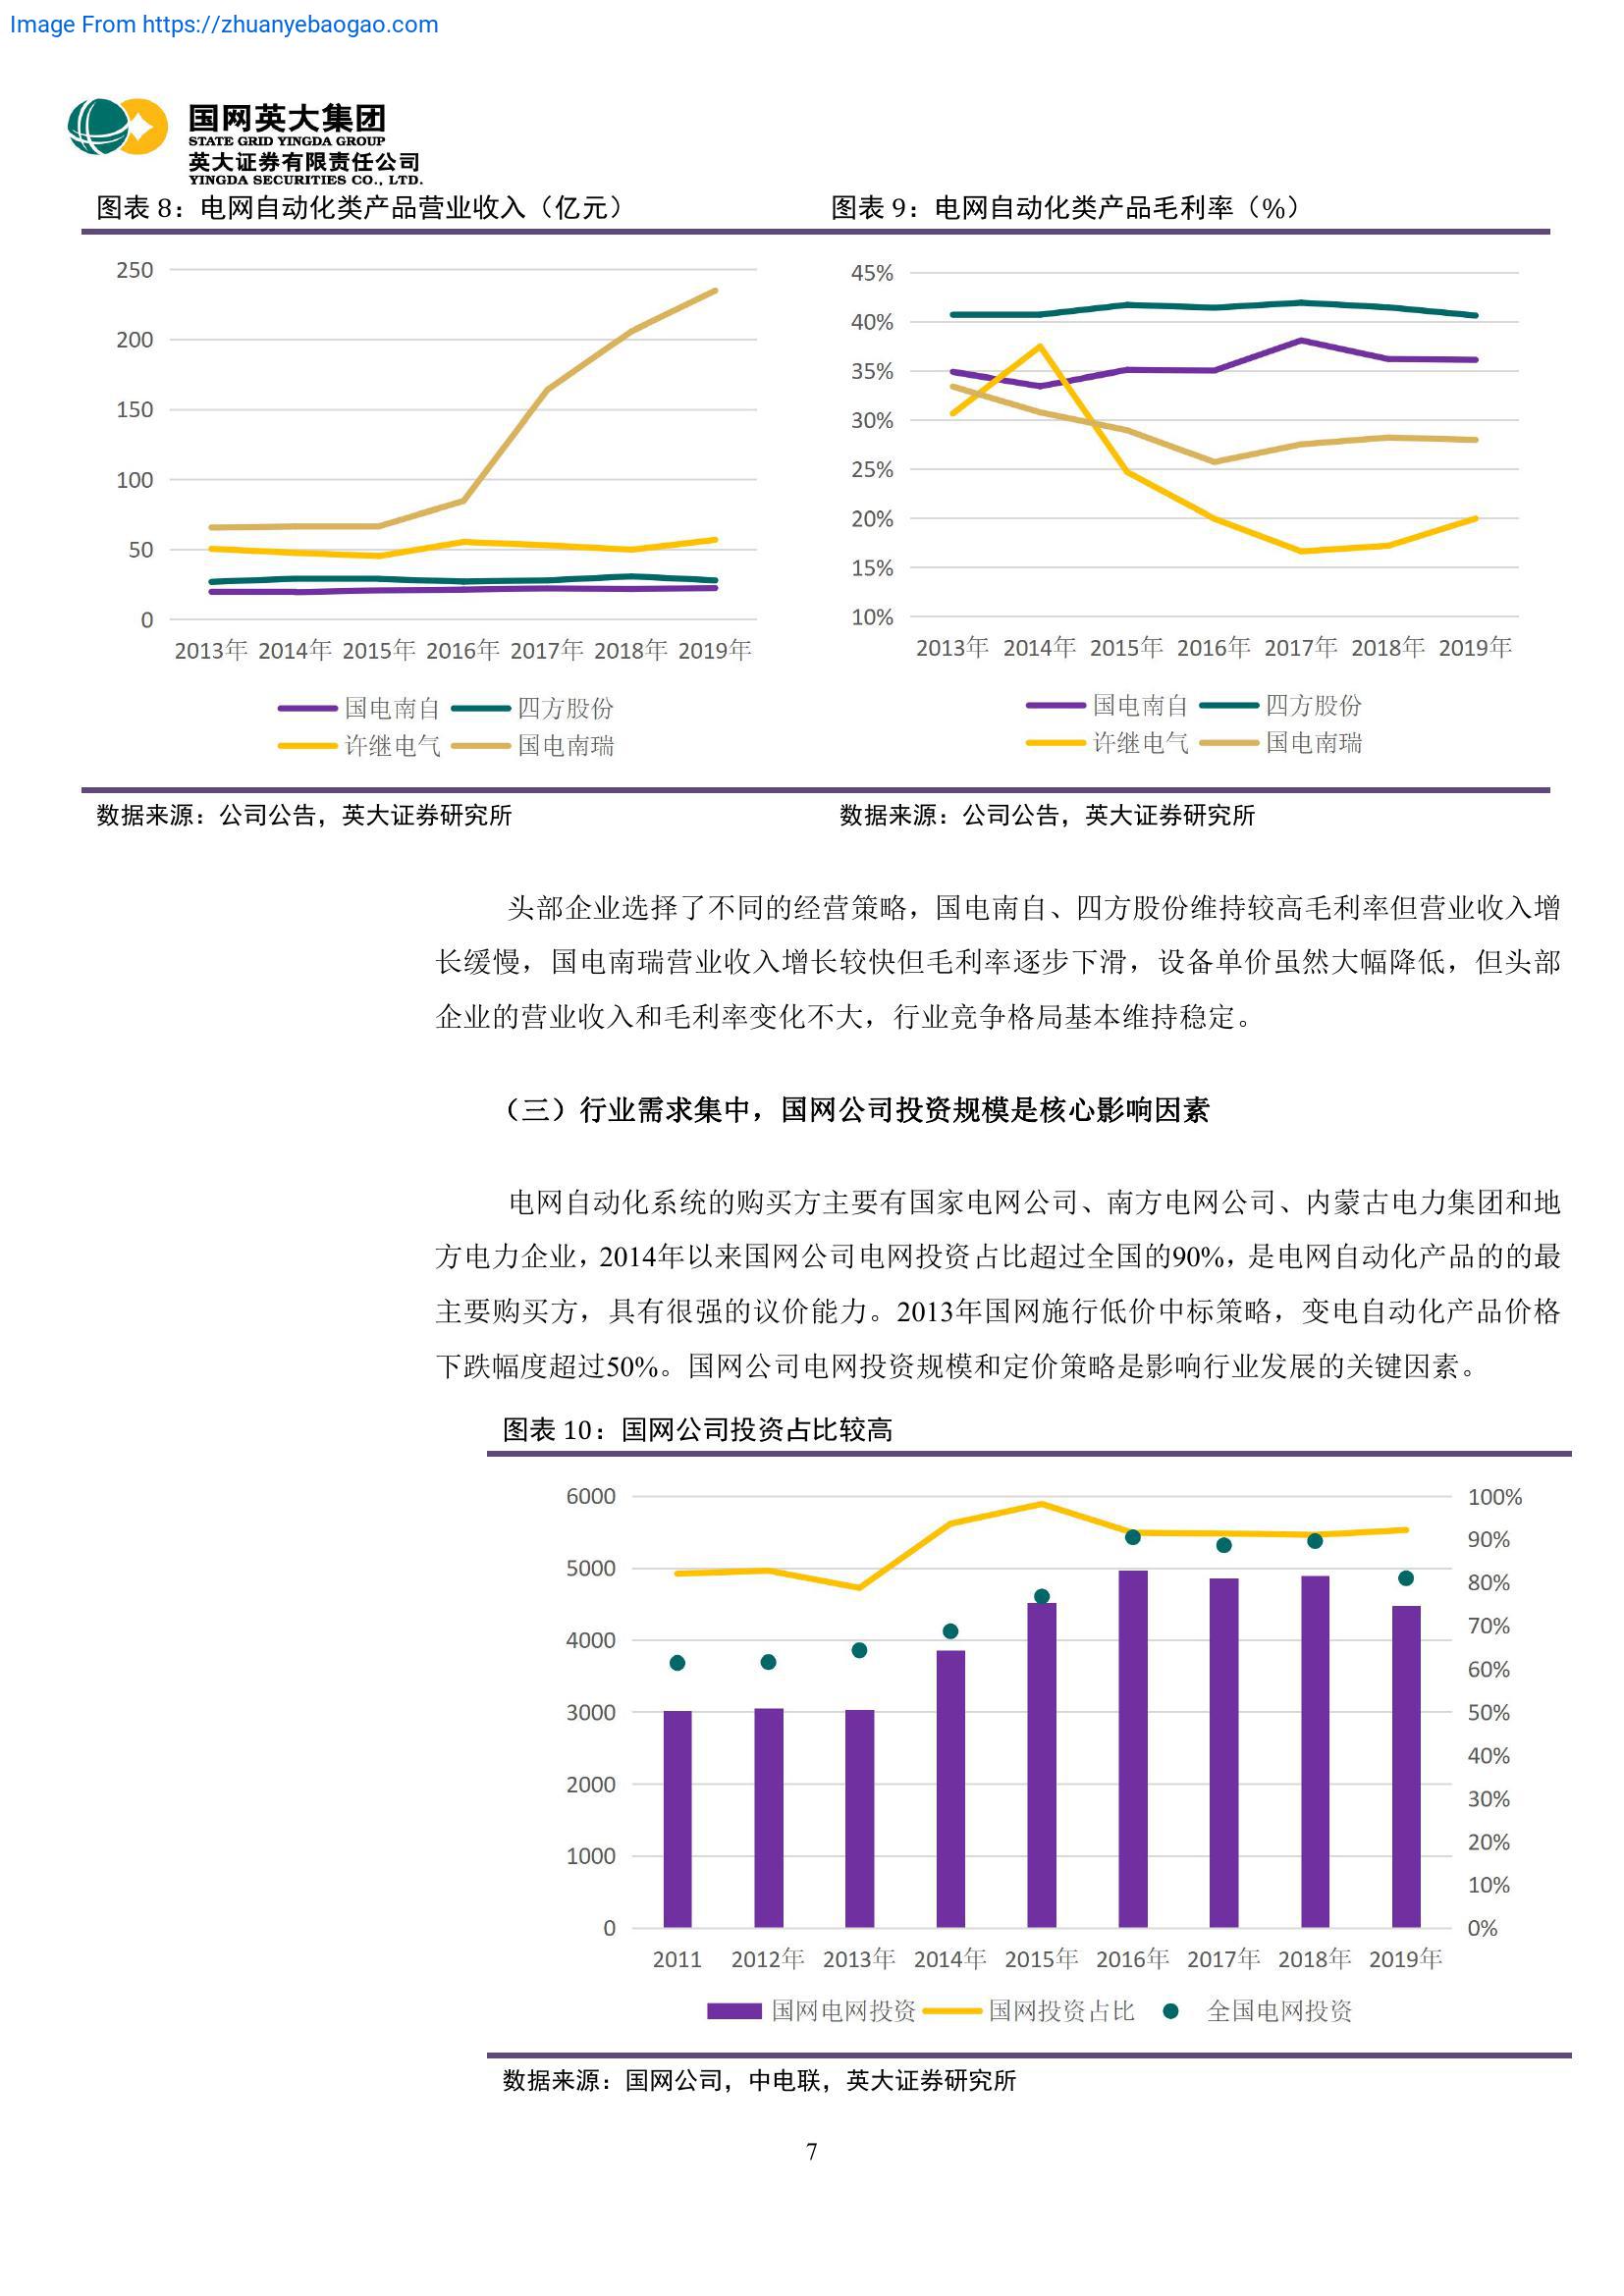 Image From https://zhuanyebaogao.com
国网英大集团
STATE GRID YINGDA GROUP
英大证券有限责任公司
YINGDA SECURITIES CO., LTD.
图表 8：电网自动化类产品营业收入（亿元）
250
200
150
100
50
0
2013年 2014年 2015年 2016年 2017年 2018年 2019年
国电南自 四方股份
许继电气 国电南瑞
数据来源：公司公告，英大证券研究所
图表 9：电网自动化类产品毛利率（%）
45%
40%
35%
30%
25%
20%
15%
10%
2013年 2014年 2015年 2016年 2017年 2018年 2019年
国电南自 四方股份
许继电气 国电南瑞
数据来源：公司公告，英大证券研究所
头部企业选择了不同的经营策略，国电南自、四方股份维持较高毛利率但营业收入增
长缓慢，国电南瑞营业收入增长较快但毛利率逐步下滑，设备单价虽然大幅降低，但头部
企业的营业收入和毛利率变化不大，行业竞争格局基本维持稳定。
（三）行业需求集中，国网公司投资规模是核心影响因素
电网自动化系统的购买方主要有国家电网公司、南方电网公司、内蒙古电力集团和地
方电力企业，2014年以来国网公司电网投资占比超过全国的90%，是电网自动化产品的的最
主要购买方，具有很强的议价能力。2013年国网施行低价中标策略，变电自动化产品价格
下跌幅度超过50%。国网公司电网投资规模和定价策略是影响行业发展的关键因素。
图表 10：国网公司投资占比较高
6000
5000
4000
3000
2000
1000
0
100%
90%
80%
70%
60%
50%
40%
30%
20%
10%
0%
2011 2012年 2013年 2014年 2015年 2016年 2017年 2018年 2019年
国网电网投资 国网投资占比 全国电网投资
数据来源：国网公司，中电联，英大证券研究所
7